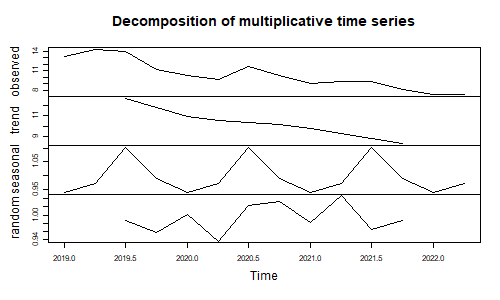 Decomposition of multiplicative time series
observed
14
11
8
trend
11
9
seasonal
1.05
0.95
random
1.00
0.94
2019.0 2019.5 2020.0 2020.5 2021.0 2021.5 2022.0
Time